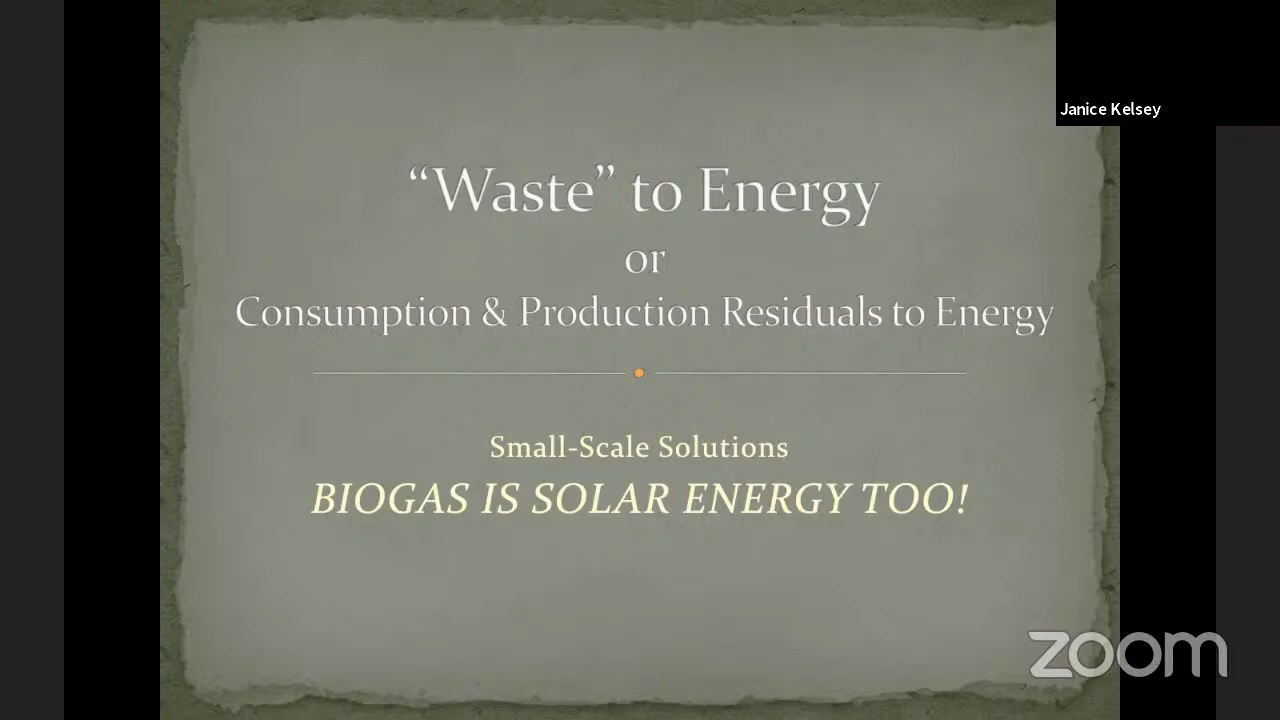 Janice Kelsey
“Waste” to Energy
or
Consumption & Production Residuals to Energy
Small-Scale Solutions
BIOGAS IS SOLAR ENERGY TOO!
zoom